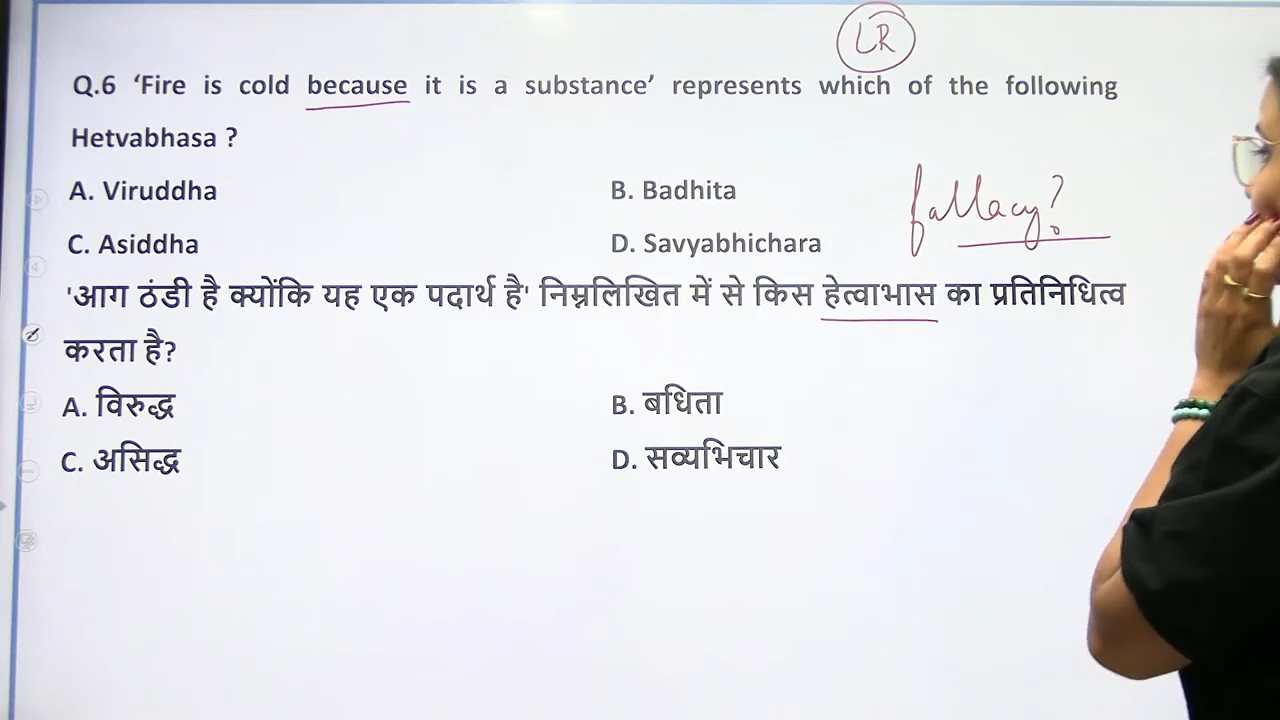 LR
Q.6 ‘Fire is cold because it is a substance’ represents which of the following
Hetvabhasa ?
A. Viruddha B. Badhita
fallacy?
C. Asiddha D. Savyabhichara
'आग ठंडी है क्योंकि यह एक पदार्थ है' निम्नलिखित में से किस हेत्वाभास का प्रतिनिधित्व
करता है?
A. विरुद्ध B. बधिता
C. असिद्ध D. सव्यभिचार